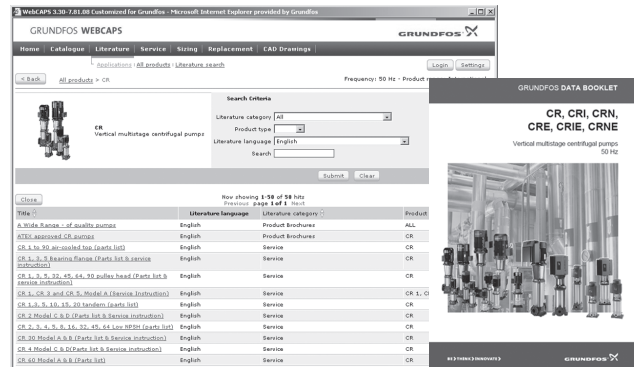 WebCAPS 3.30-7.81.08 Customized for Grundfos - Microsoft Internet Explorer provided by Grundfos
GRUNDFOS WEBCAPS
GRUNDFOS
Home Catalogue Literature Service Sizing Replacement CAD Drawings
Applications All products Literature search
Login Settings
< Back All products > CR
Frequency: 50 Hz - Product
Search Criteria
Literature category All
Product type
Literature language English
Search
CR
Vertical multistage centrifugal pumps
Submit Clear
Close
Now showing 1-50 of 50 hits
Previous page 1 of 1 Next
Title Literature language Literature category Product
A Wide Range - of quality pumps English Product Brochures ALL
ATEX approved CR pumps English Product Brochures CR
CR 1 to 90 air-cooled top (parts list) English Service CR
CR 1, 3, 5 Bearing flange (Parts list & service
instruction) English Service CR
CR 1, 3, 5, 32, 45, 64, 90 pulley head (Parts list &
service instruction) English Service CR
CR 1, CR 3 and CR 5, Model A (Service Instruction) English Service CR 1, CR
CR 1,3, 5, 10, 15, 20 tandem (parts list) English Service CR
CR 2 Model C & D (Parts list & Service instruction) English Service CR
CR 2, 3, 4, 5, 8, 16, 32, 45, 64 Low NPSH (parts list) English Service CR
CR 30 Model A & B (Parts list & Service instruction) English Service CR
CR 4 Model C & D(Parts list & Service instruction) English Service CR
CR 60 Model A & B (Parts list) English Service CR
GRUNDFOS DATA BOOKLET
CR, CRI, CRN,
CRE, CRIE, CRNE
Vertical multistage centrifugal pumps
50 Hz
BE > THINK > INNOVATE >
GRUNDFOS